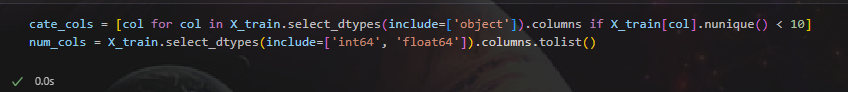 cate_cols = [col for col in X_train.select_dtypes(include=['object']).columns if X_train[col].nunique() < 10]
num_cols = X_train.select_dtypes(include=['int64', 'float64']).columns.tolist()
0.0s